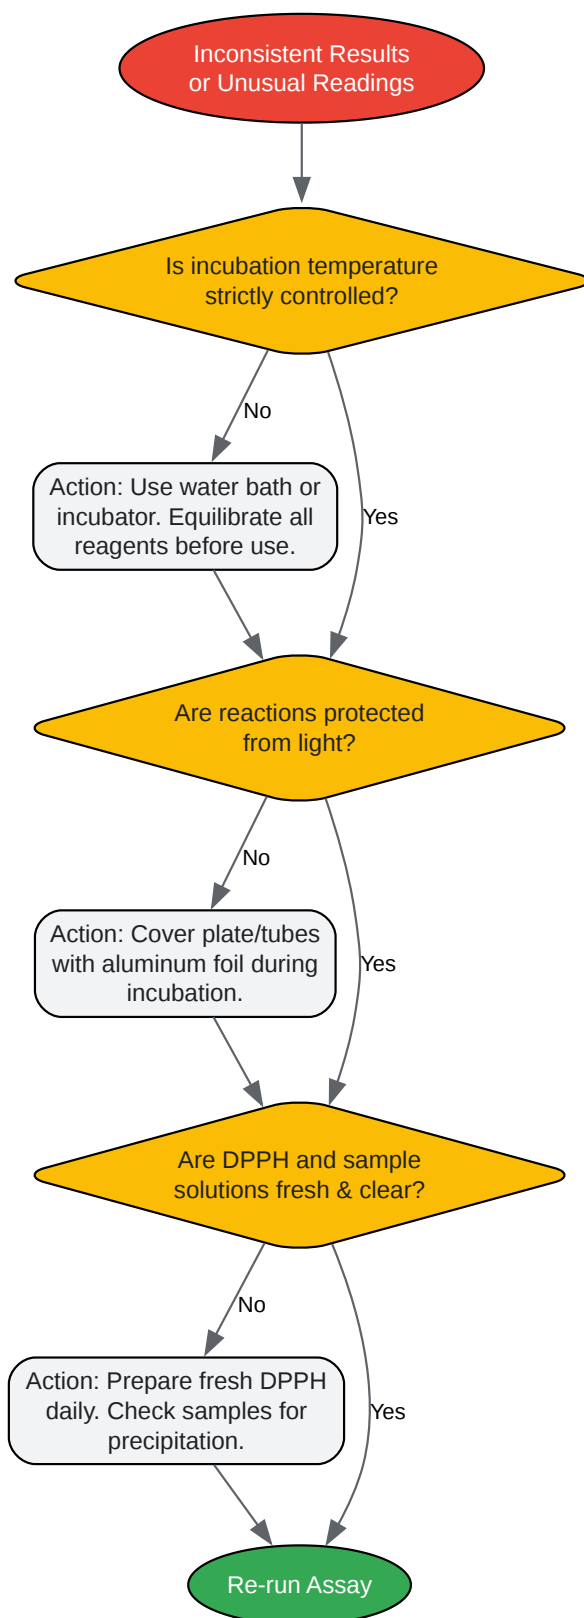 Inconsistent Results
or Unusual Readings
Is incubation temperature
strictly controlled?
No
Yes
Action: Use water bath or
incubator. Equilibrate all
reagents before use.
Are reactions protected
from light?
No
Yes
Action: Cover plate/tubes
with aluminum foil during
incubation.
Are DPPH and sample
solutions fresh & clear?
No
Yes
Action: Prepare fresh DPPH
daily. Check samples for
precipitation.
Re-run Assay